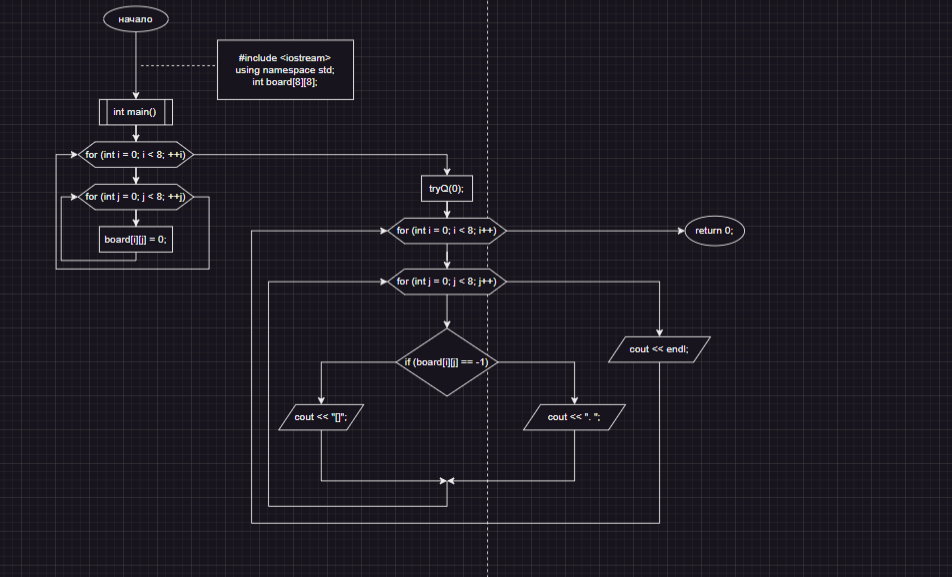 начало
#include <iostream>
using namespace std;
int board[8][8];
int main()
for (int i = 0; i < 8; ++i)
for (int j = 0; j < 8; ++j)
board[i][j] = 0;
tryQ(0);
for (int i = 0; i < 8; i++)
return 0;
for (int j = 0; j < 8; j++)
cout << endl;
if (board[i][j] == -1)
cout << "[]";
cout << ". ";